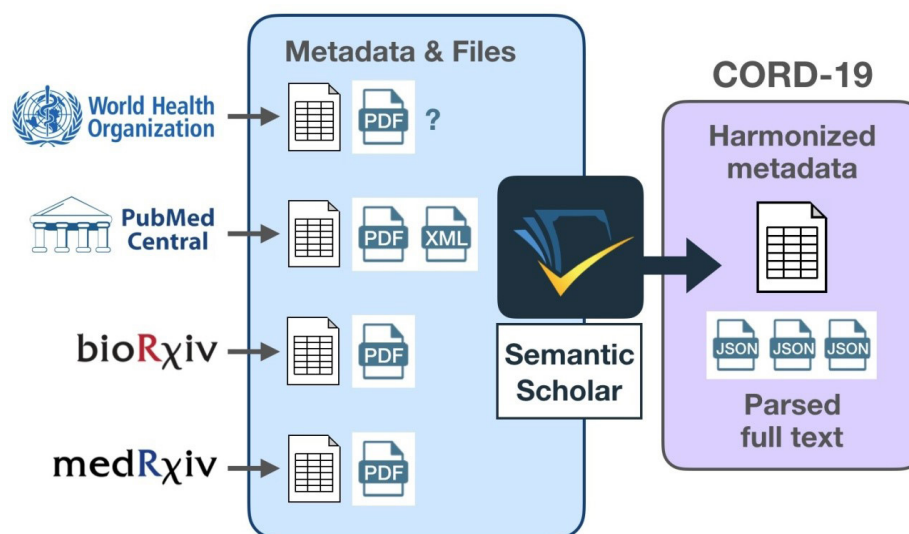 Metadata & Files
World Health
Organization
PDF
?
PubMed
Central
PDF
XML
bioRχiv
PDF
medRχiv
PDF
Semantic
Scholar
CORD-19
Harmonized
metadata
JSON
JSON
JSON
Parsed
full text